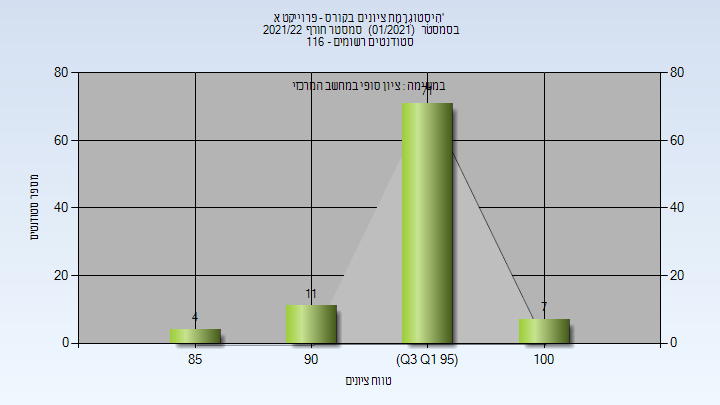 היסטוגרמת ציונים בקורס - פרוייקט א'
בסמסטר (01/2021) סמסטר חורף 2021/22
סטודנטים רשומים - 116
במשימה : ציון סופי במחשב המרכזי
80
60
40
20
0
80
60
40
20
0
מספר סטודנטים
4
11
71
7
85
90
(Q3 Q1 95)
100
טווח ציונים